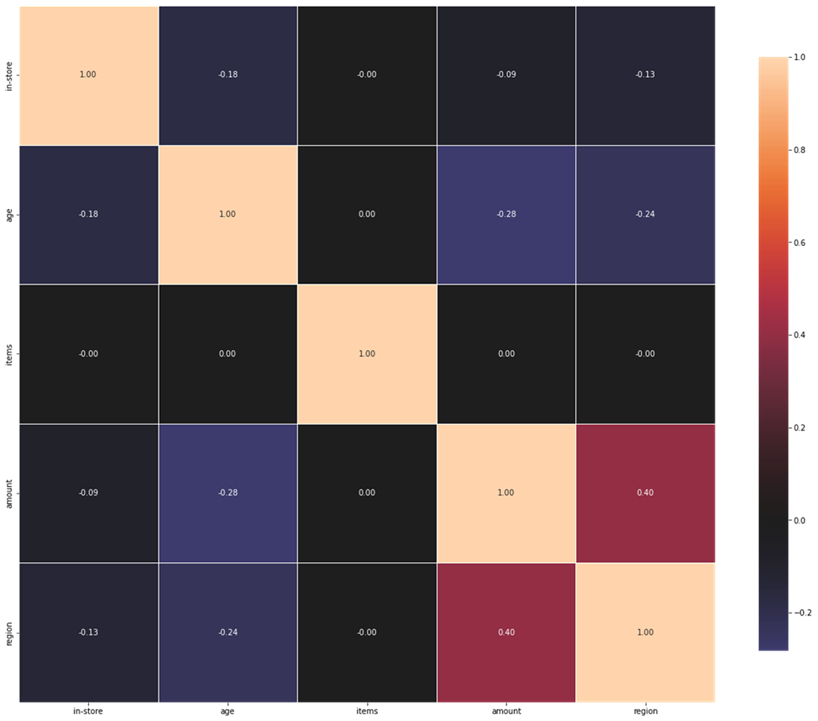 in-store 1.00 -0.18 -0.00 -0.09 -0.13
age -0.18 1.00 0.00 -0.28 -0.24
items -0.00 0.00 1.00 0.00 -0.00
amount -0.09 -0.28 0.00 1.00 0.40
region -0.13 -0.24 -0.00 0.40 1.00
in-store age items amount region
1.0
0.8
0.6
0.4
0.2
0.0
−0.2